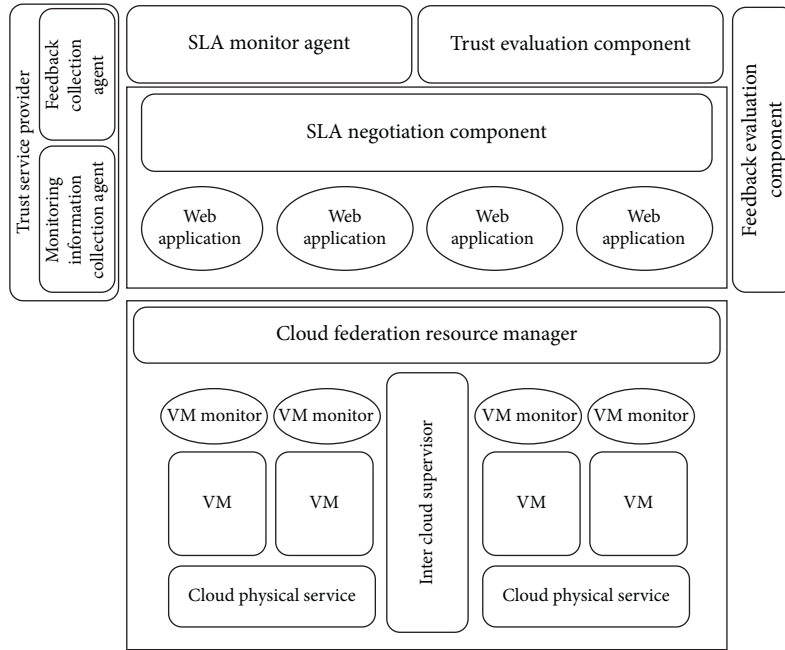 Trust service provider
Feedback
collection
agent
Monitoring
information
collection agent
SLA monitor agent
Trust evaluation component
SLA negotiation component
Web
application
Web
application
Web
application
Web
application
Feedback evaluation
component
Cloud federation resource manager
VM monitor
VM monitor
VM monitor
VM monitor
VM
VM
Inter cloud supervisor
VM
VM
Cloud physical service
Cloud physical service